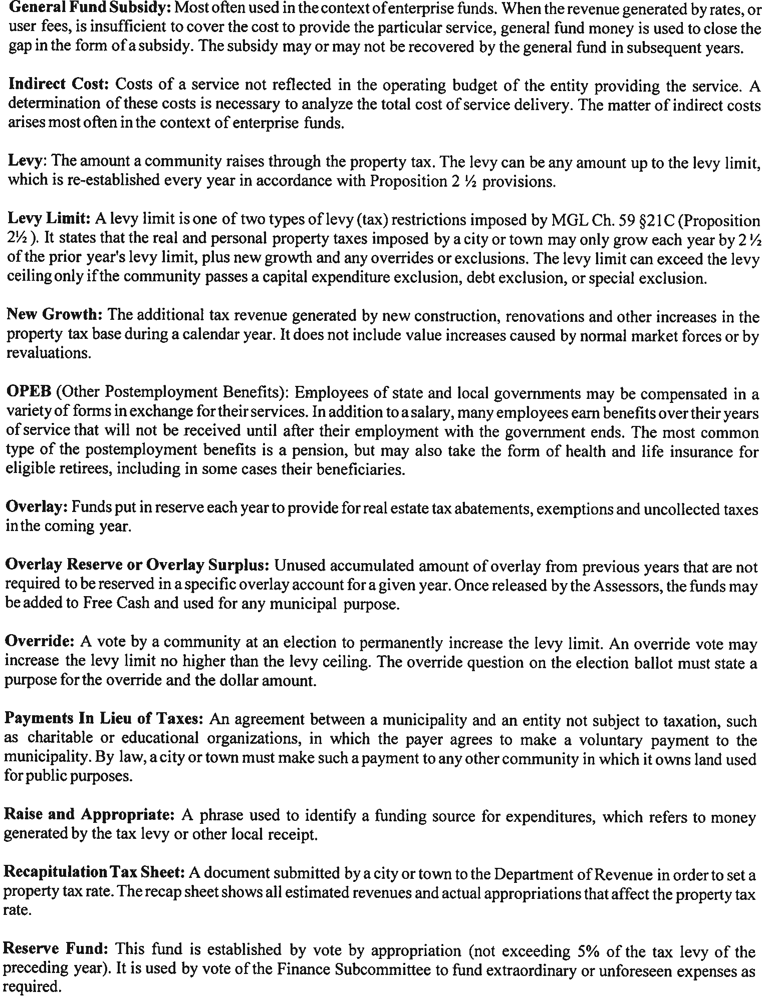 General Fund Subsidy: Most often used in the context of enterprise funds. When the revenue generated by rates, or
user fees, is insufficient to cover the cost to provide the particular service, general fund money is used to close the
gap in the form of a subsidy. The subsidy may or may not be recovered by the general fund in subsequent years.
Indirect Cost: Costs of a service not reflected in the operating budget of the entity providing the service. A
determination of these costs is necessary to analyze the total cost of service delivery. The matter of indirect costs
arises most often in the context of enterprise funds.
Levy: The amount a community raises through the property tax. The levy can be any amount up to the levy limit,
which is re-established every year in accordance with Proposition 2 ½ provisions.
Levy Limit: A levy limit is one of two types of levy (tax) restrictions imposed by MGL Ch. 59 §21C (Proposition
2½ ). It states that the real and personal property taxes imposed by a city or town may only grow each year by 2 ½
of the prior year's levy limit, plus new growth and any overrides or exclusions. The levy limit can exceed the levy
ceiling only if the community passes a capital expenditure exclusion, debt exclusion, or special exclusion.
New Growth: The additional tax revenue generated by new construction, renovations and other increases in the
property tax base during a calendar year. It does not include value increases caused by normal market forces or by
revaluations.
OPEB (Other Postemployment Benefits): Employees of state and local governments may be compensated in a
variety of forms in exchange for their services. In addition to a salary, many employees earn benefits over their years
of service that will not be received until after their employment with the government ends. The most common
type of the postemployment benefits is a pension, but may also take the form of health and life insurance for
eligible retirees, including in some cases their beneficiaries.
Overlay: Funds put in reserve each year to provide for real estate tax abatements, exemptions and uncollected taxes
in the coming year.
Overlay Reserve or Overlay Surplus: Unused accumulated amount of overlay from previous years that are not
required to be reserved in a specific overlay account for a given year. Once released by the Assessors, the funds may
be added to Free Cash and used for any municipal purpose.
Override: A vote by a community at an election to permanently increase the levy limit. An override vote may
increase the levy limit no higher than the levy ceiling. The override question on the election ballot must state a
purpose for the override and the dollar amount.
Payments In Lieu of Taxes: An agreement between a municipality and an entity not subject to taxation, such
as charitable or educational organizations, in which the payer agrees to make a voluntary payment to the
municipality. By law, a city or town must make such a payment to any other community in which it owns land used
for public purposes.
Raise and Appropriate: A phrase used to identify a funding source for expenditures, which refers to money
generated by the tax levy or other local receipt.
Recapitulation Tax Sheet: A document submitted by a city or town to the Department of Revenue in order to set a
property tax rate. The recap sheet shows all estimated revenues and actual appropriations that affect the property tax
rate.
Reserve Fund: This fund is established by vote by appropriation (not exceeding 5% of the tax levy of the
preceding year). It is used by vote of the Finance Subcommittee to fund extraordinary or unforeseen expenses as
required.